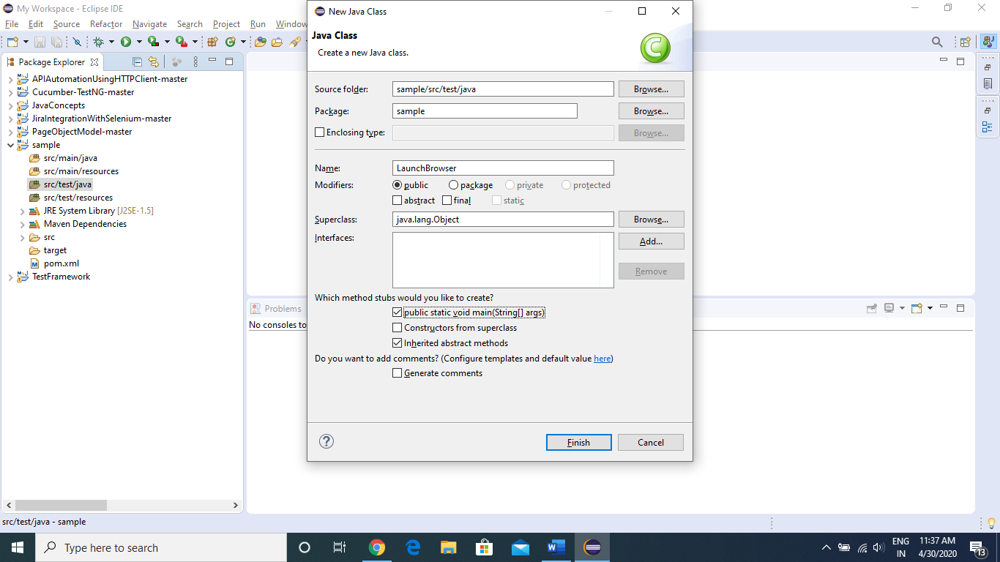 My Workspace - Eclipse IDE
File Edit Source Refactor Navigate Search Project Run Window
Package Explorer
APIAutomationUsingHTTPClient-master
Cucumber-TestNG-master
JavaConcepts
JiraIntegrationWithSelenium-master
PageObjectModel-master
sample
src/main/java
src/main/resources
src/test/java
src/test/resources
JRE System Library [J2SE-1.5]
Maven Dependencies
src
target
pom.xml
TestFramework
New Java Class
Java Class
Create a new Java class.
Source folder: sample/src/test/java Browse...
Package: sample Browse...
Enclosing type: Browse...
Name: LaunchBrowser
Modifiers: public package private protected
abstract final static
Superclass: java.lang.Object Browse...
Interfaces: Add...
Remove
Which method stubs would you like to create?
public static void main(String[] args)
Constructors from superclass
Inherited abstract methods
Do you want to add comments? (Configure templates and default value here)
Generate comments
Finish Cancel
Problems
No consoles to
src/test/java - sample
Type here to search
ENG
IN
11:37 AM
4/30/2020
13